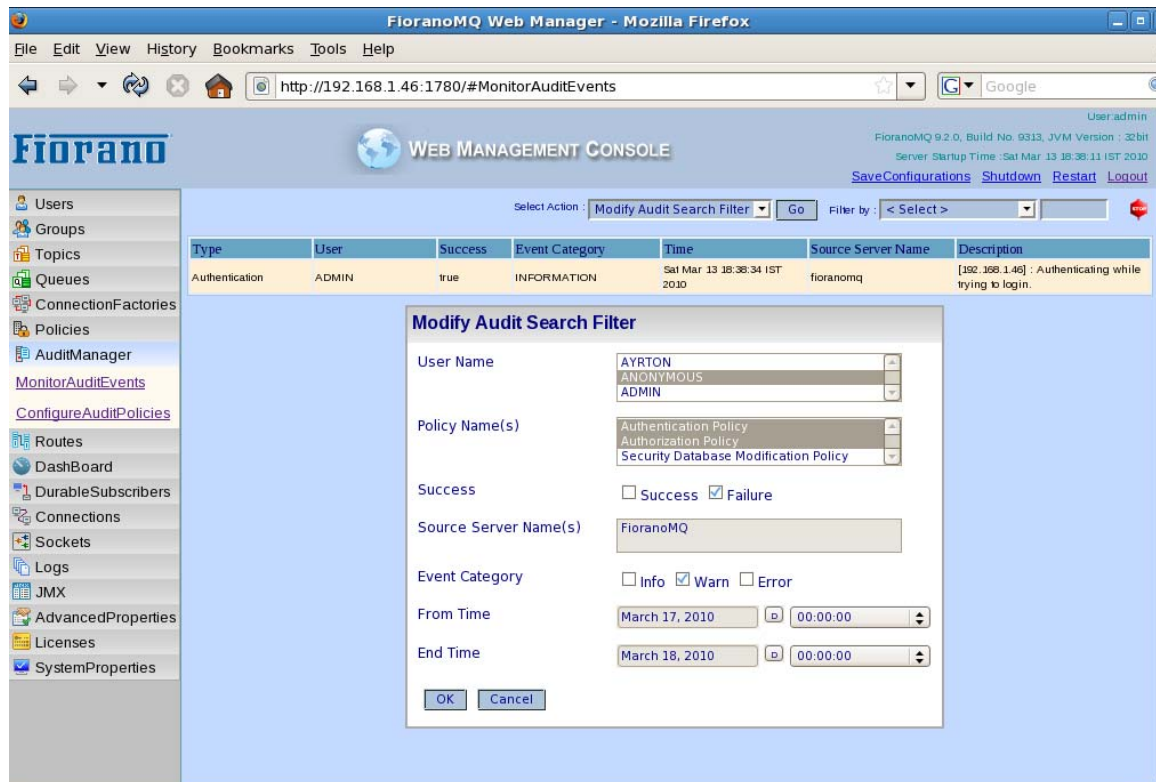 FioranoMQ Web Manager - Mozilla Firefox
File Edit View History Bookmarks Tools Help
http://192.168.1.46:1780/#MonitorAuditEvents
G Google
Fiorano
WEB MANAGEMENT CONSOLE
User:admin
FioranoMQ 9.2.0, Build No. 9313, JVM Version : 32bit
Server Startup Time :Sat Mar 13 18:38:11 IST 2010
SaveConfigurations Shutdown Restart Logout
Users
Groups
Topics
Queues
ConnectionFactories
Policies
AuditManager
MonitorAuditEvents
ConfigureAuditPolicies
Routes
DashBoard
DurableSubscribers
Connections
Sockets
Logs
JMX
AdvancedProperties
Licenses
SystemProperties
Select Action : Modify Audit Search Filter Go Filter by : < Select > STOP
Type User Success Event Category Time Source Server Name Description
Authentication ADMIN true INFORMATION Sat Mar 13 18:38:34 IST 2010 fioranomq [192.168.1.46] : Authenticating while trying to login.
Modify Audit Search Filter
User Name
AYRTON
ANONYMOUS
ADMIN
Policy Name(s)
Authentication Policy
Authorization Policy
Security Database Modification Policy
Success Success Failure
Source Server Name(s) FioranoMQ
Event Category Info Warn Error
From Time March 17, 2010 D 00:00:00
End Time March 18, 2010 D 00:00:00
OK Cancel